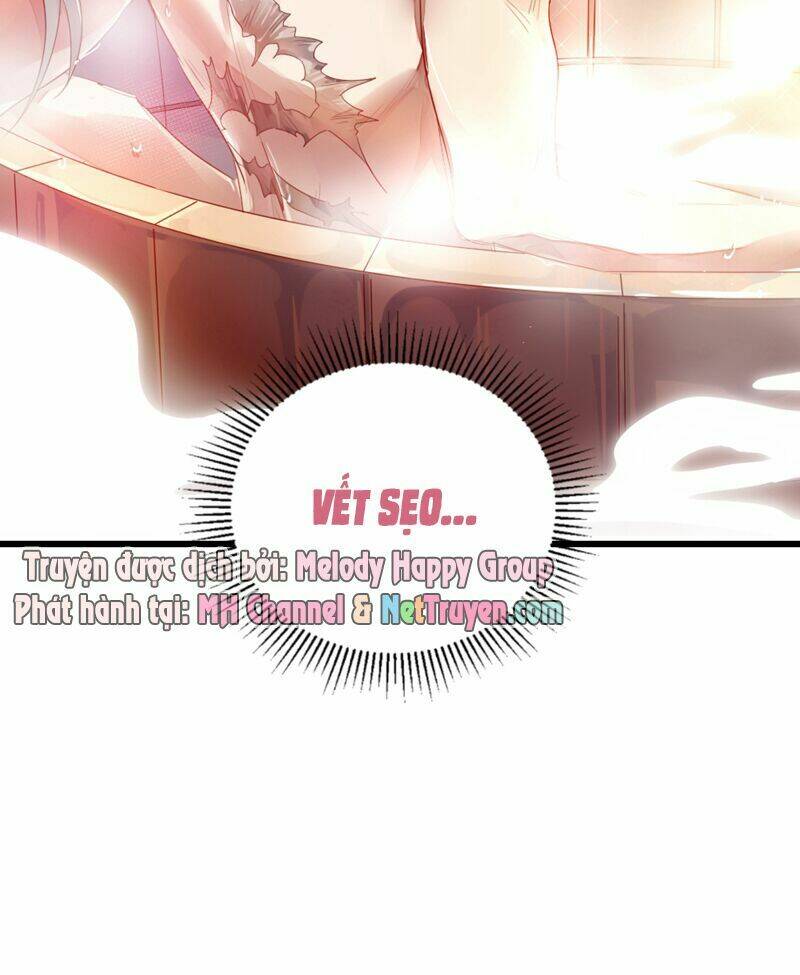 VẾT SẸO...
Truyện được dịch bởi: Melody Happy Group
Phát hành tại: MH Channel & NetTruyen.com